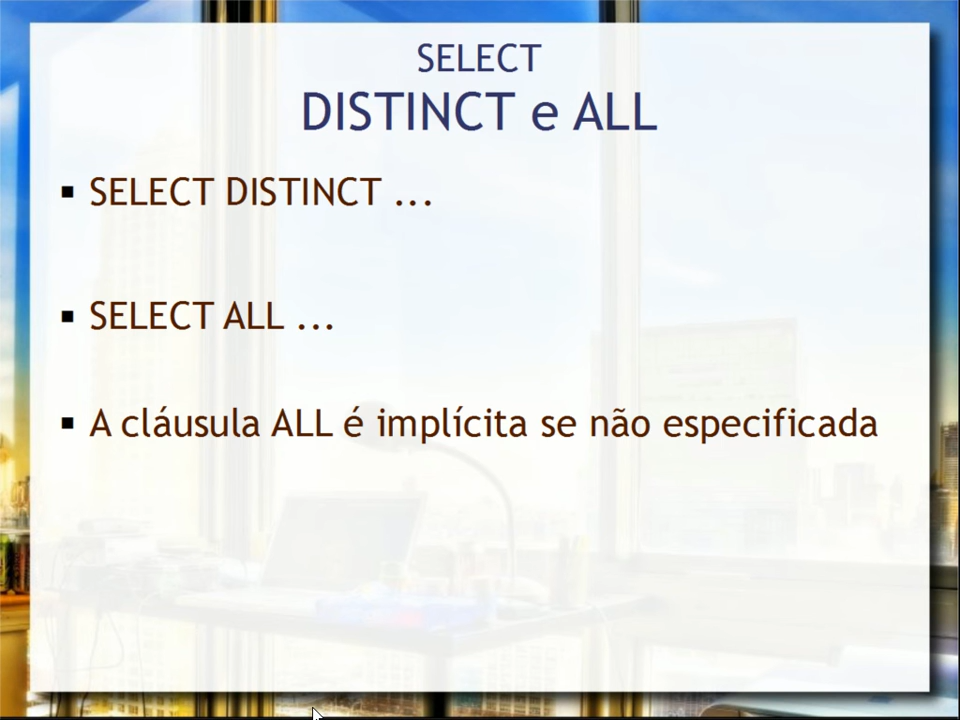 SELECT
DISTINCT e ALL
▪ SELECT DISTINCT ...
▪ SELECT ALL ...
▪ A cláusula ALL é implícita se não especificada